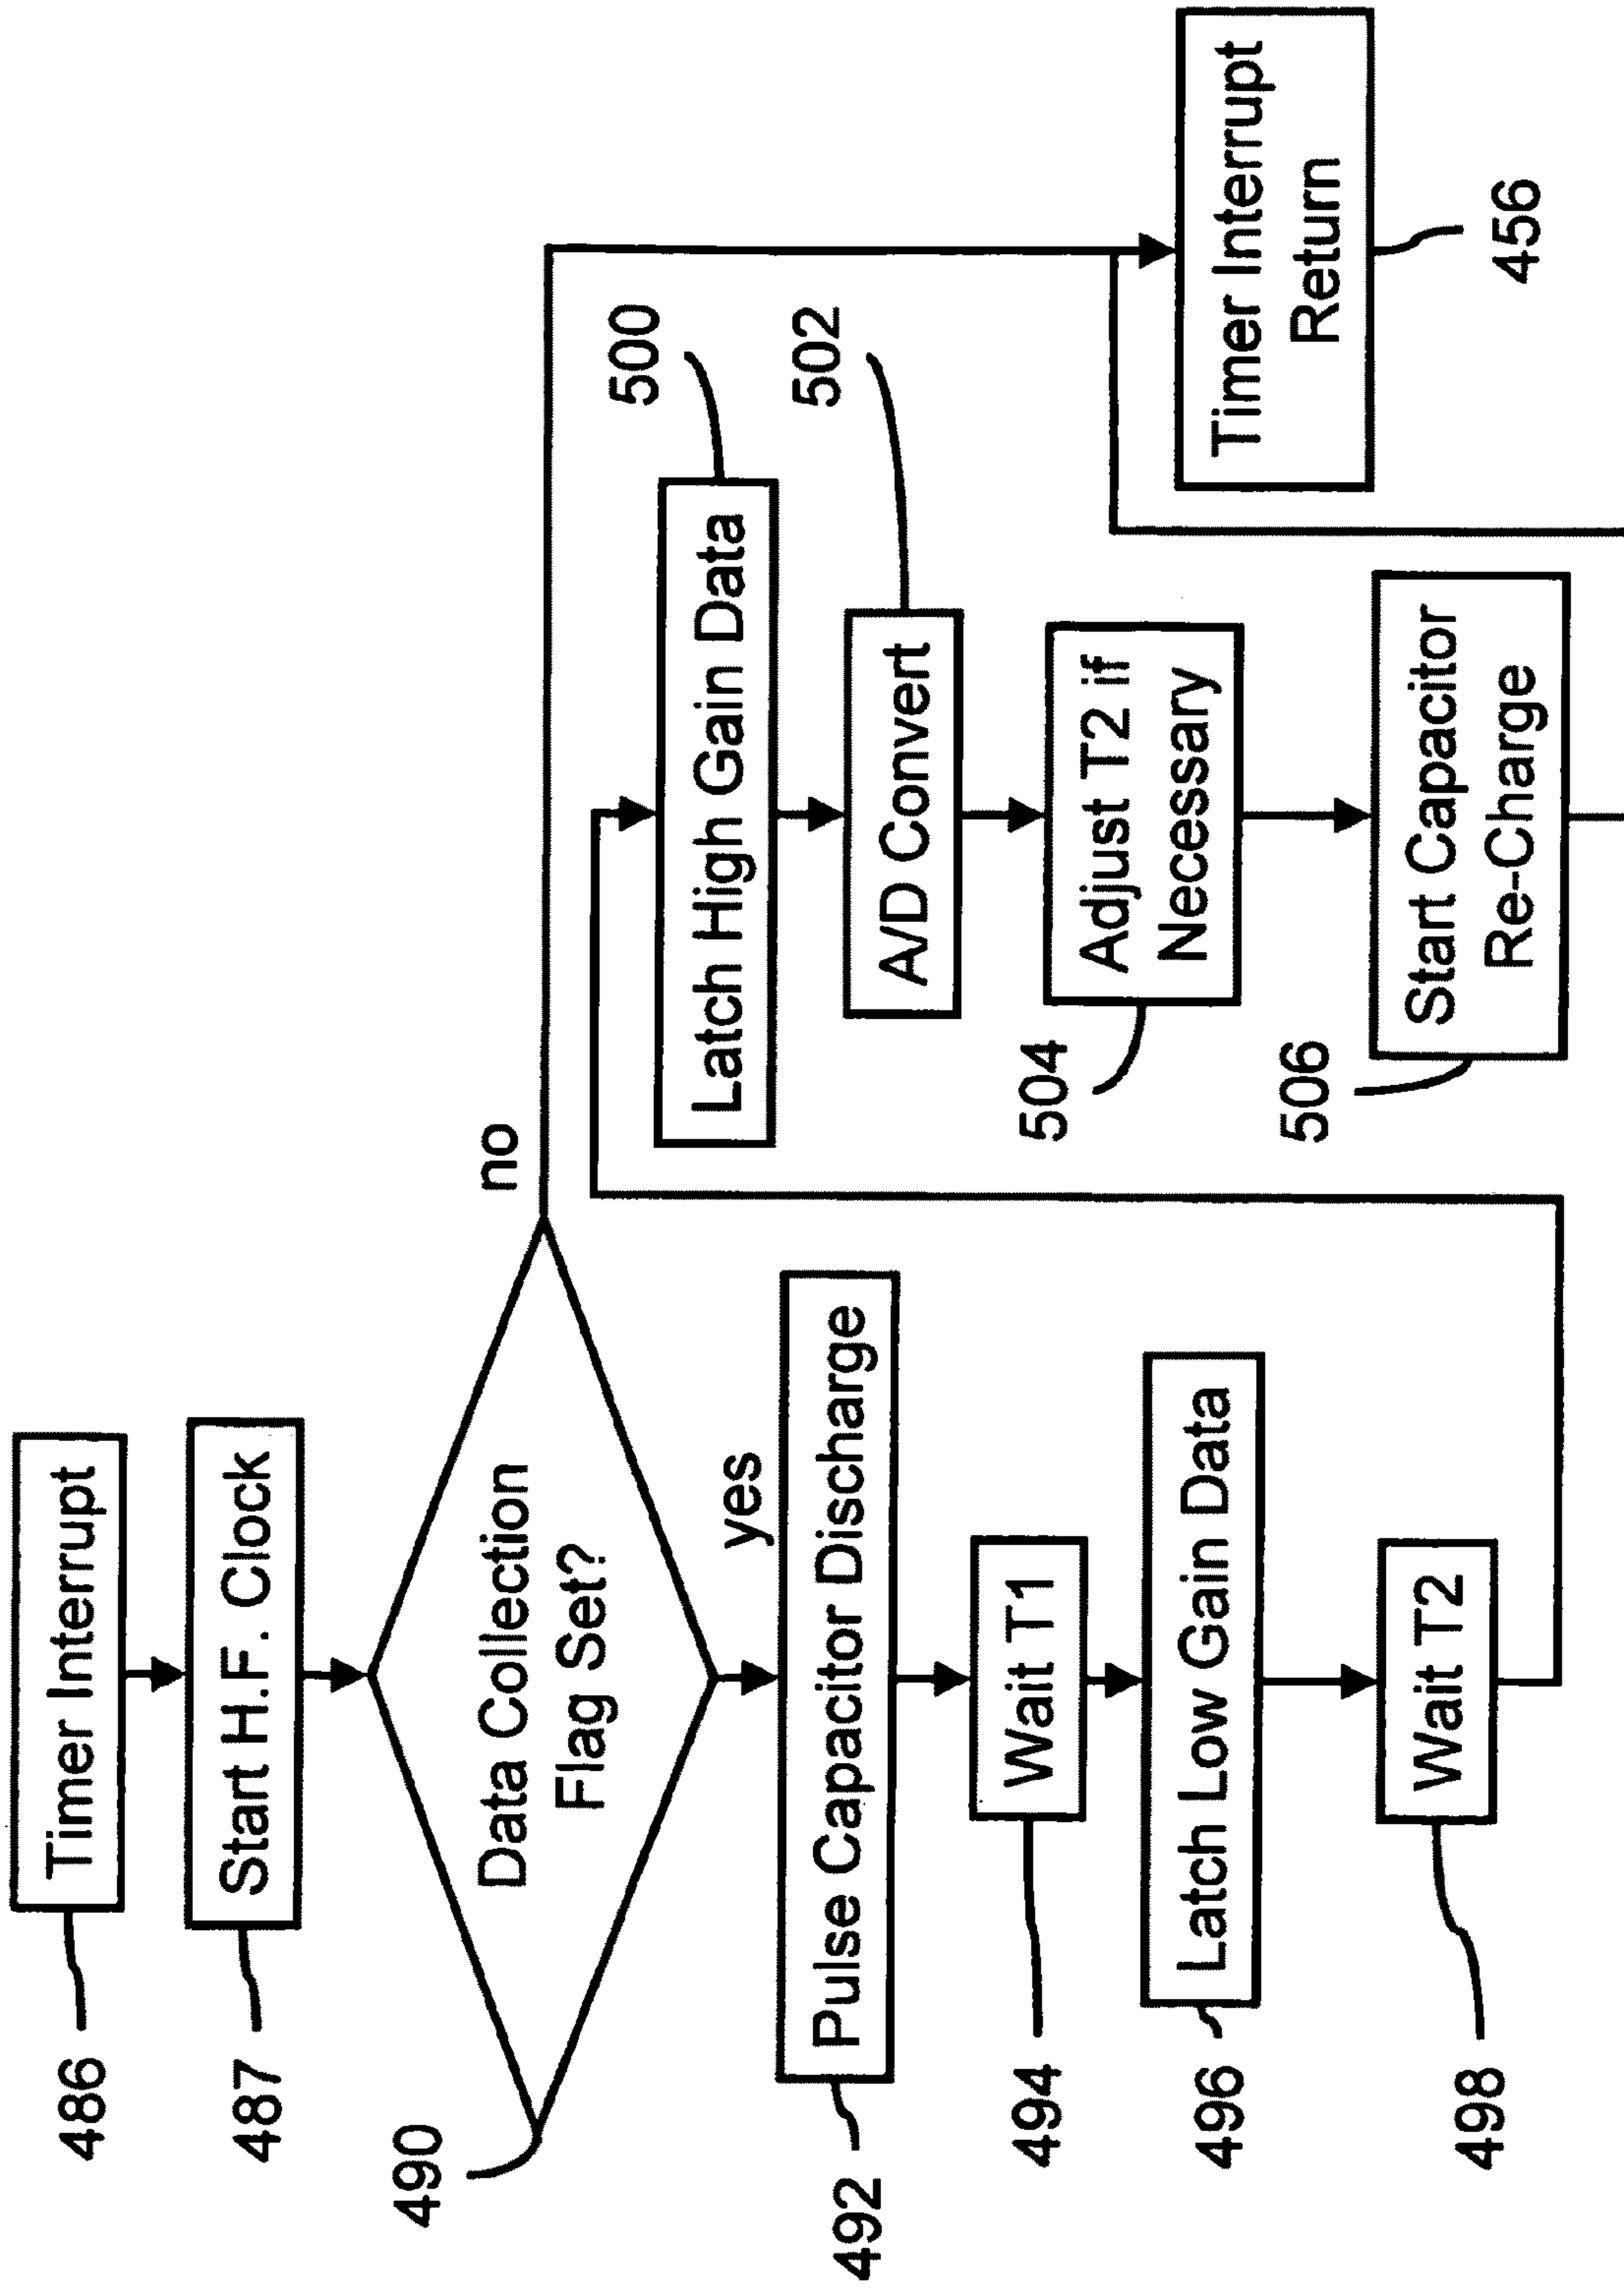 486
Timer Interrupt
487
Start H.F. Clock
490
Data Collection
Flag Set?
no
yes
492
Pulse Capacitor Discharge
494
Wait T1
496
Latch Low Gain Data
498
Wait T2
500
Latch High Gain Data
502
A/D Convert
504
Adjust T2 if
Necessary
506
Start Capacitor
Re-Charge
Timer Interrupt
Return
456